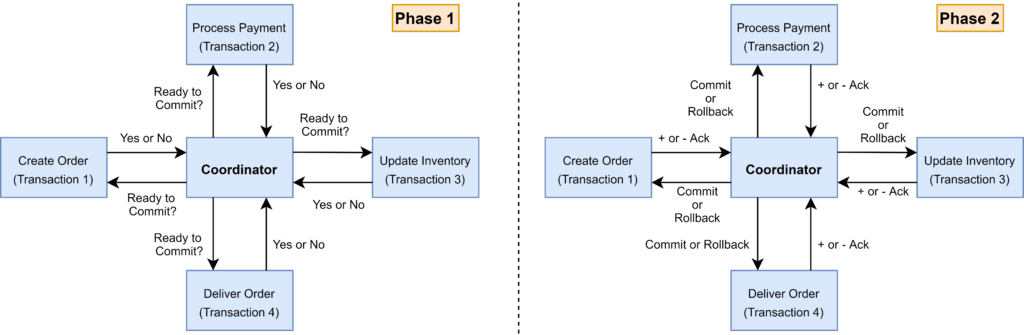 Phase 1
Process Payment
(Transaction 2)
Ready to
Commit?
Yes or No
Create Order
(Transaction 1)
Yes or No
Ready to
Commit?
Coordinator
Ready to
Commit?
Yes or No
Update Inventory
(Transaction 3)
Ready to
Commit?
Yes or No
Deliver Order
(Transaction 4)
Phase 2
Process Payment
(Transaction 2)
Commit
or
Rollback
+ or - Ack
Create Order
(Transaction 1)
+ or - Ack
Commit
or
Rollback
Coordinator
Commit
or
Rollback
+ or - Ack
Update Inventory
(Transaction 3)
Commit or Rollback
+ or - Ack
Deliver Order
(Transaction 4)